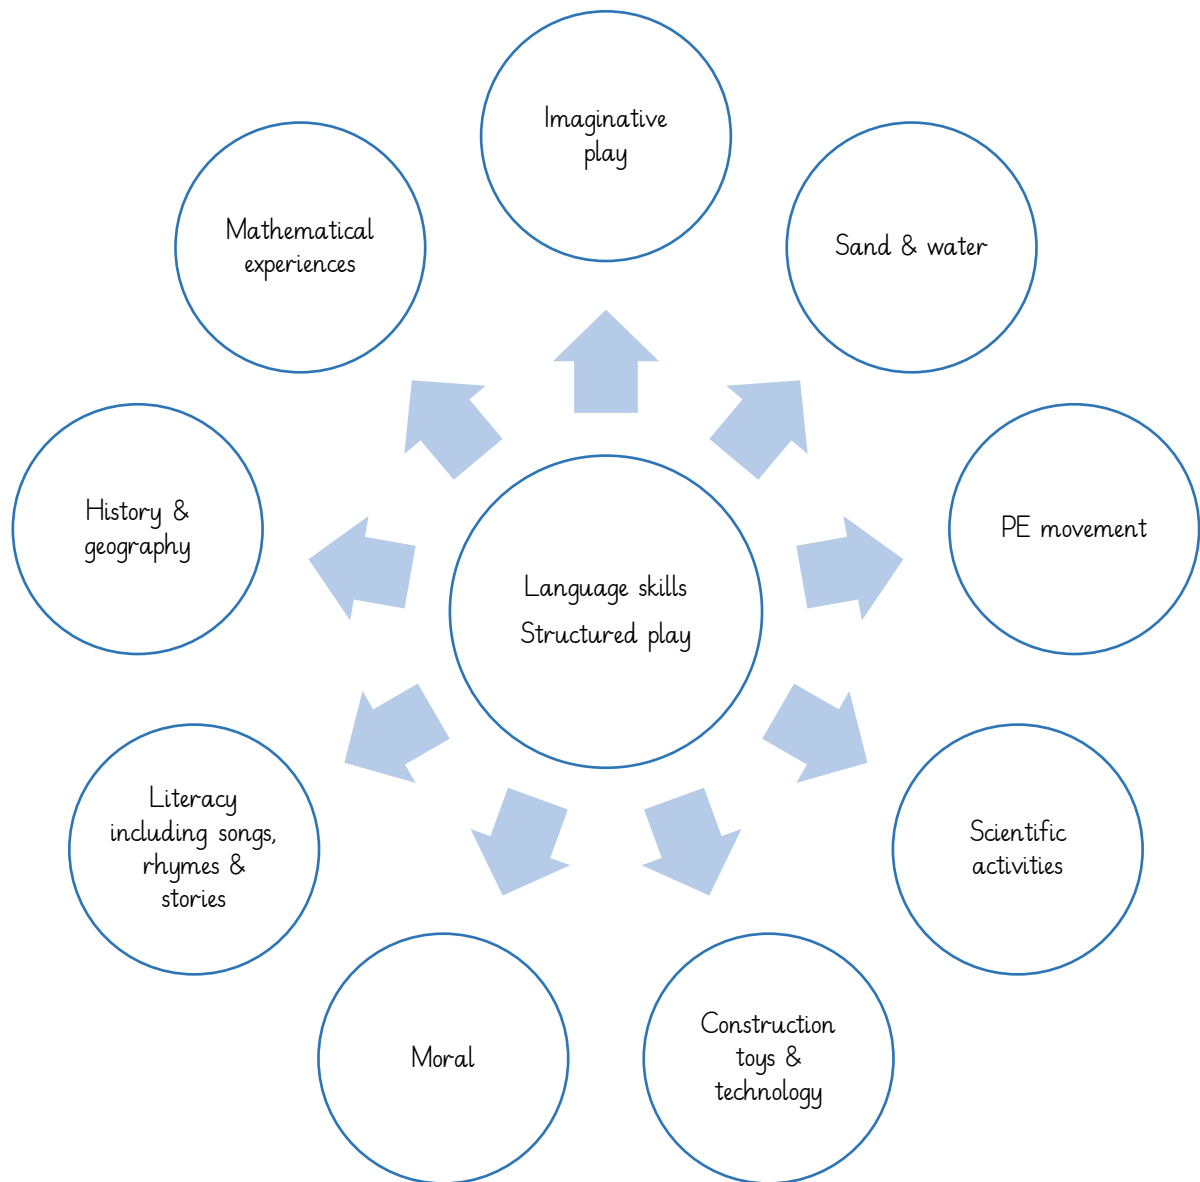 Imaginative
play
Sand & water
PE movement
Scientific
activities
Construction
toys &
technology
Moral
Literacy
including songs,
rhymes &
stories
History &
geography
Mathematical
experiences
Language skills
Structured play